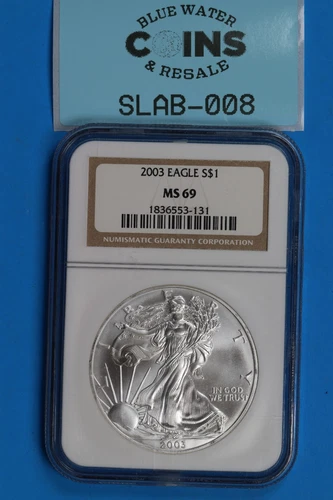 BLUE WATER
COINS
& RESALE
SLAB-008
2003 EAGLE S$1
MS 69
1836553-131
NUMISMATIC GUARANTY CORPORATION
LIBERTY
IN GOD
WE TRUST
2003